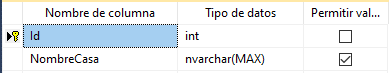 Nombre de columna Tipo de datos Permitir val...
Id int
NombreCasa nvarchar(MAX)